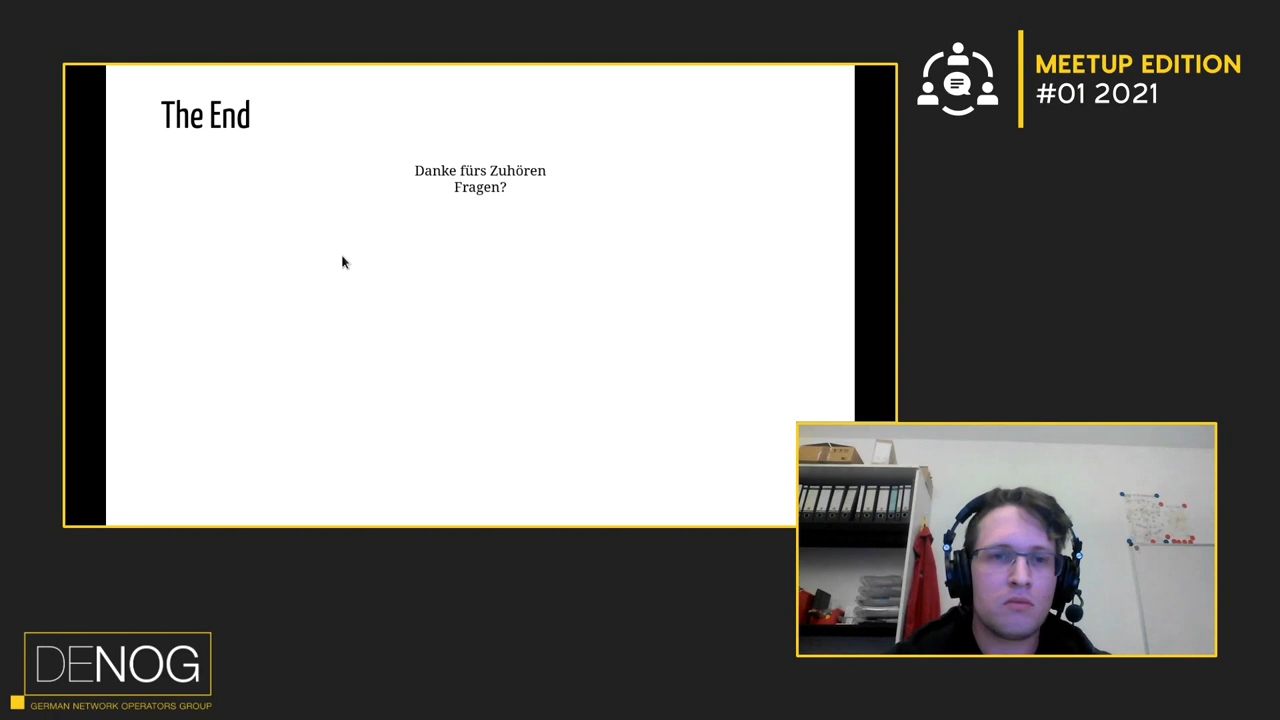 MEETUP EDITION
#01 2021
The End
Danke fürs Zuhören
Fragen?
DENOG
GERMAN NETWORK OPERATORS GROUP